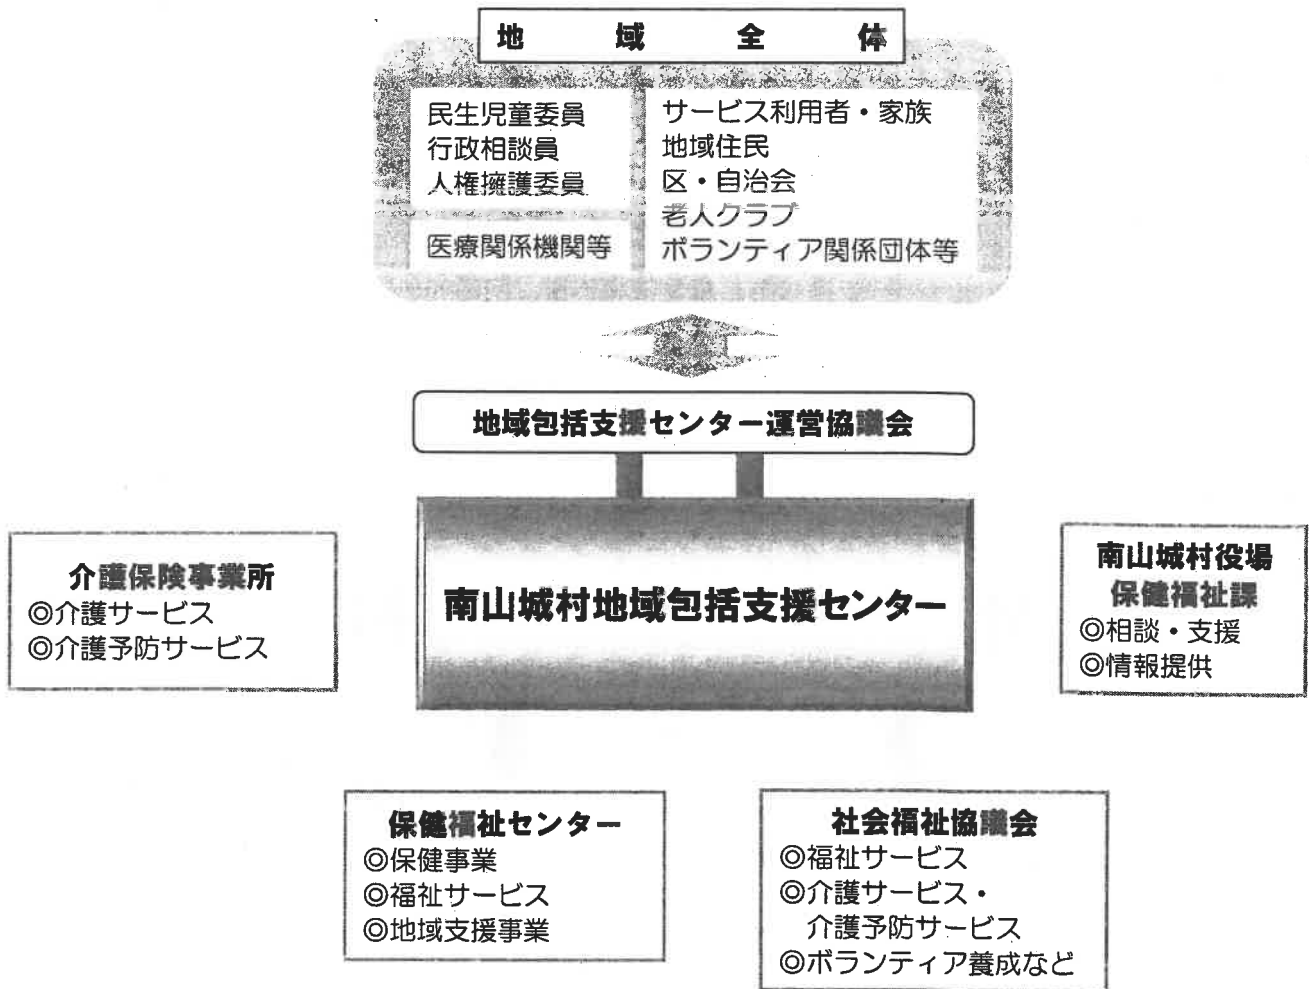 地域全体
民生児童委員
行政相談員
人権擁護委員
医療関係機関等
サービス利用者・家族
地域住民
区・自治会
老人クラブ
ボランティア関係団体等
地域包括支援センター運営協議会
南山城村地域包括支援センター
介護保険事業所
◎介護サービス
◎介護予防サービス
南山城村役場
保健福祉課
◎相談・支援
◎情報提供
保健福祉センター
◎保健事業
◎福祉サービス
◎地域支援事業
社会福祉協議会
◎福祉サービス
◎介護サービス・
介護予防サービス
◎ボランティア養成など